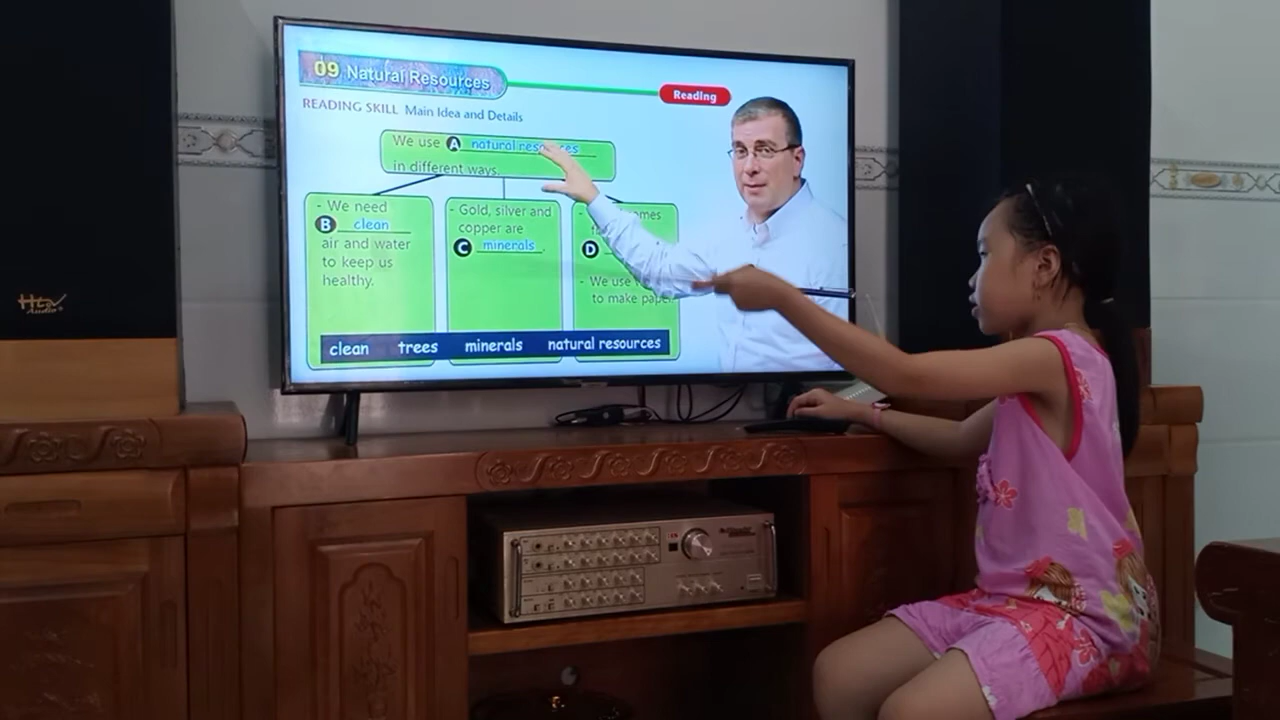 09 Natural Resources
Reading
READING SKILL Main Idea and Details
We use A natural resources
in different ways.
- We need
B clean
air and water
to keep us
healthy.
- Gold, silver and
copper are
C minerals.
D
- We use
to make paper.
clean trees minerals natural resources
Audio